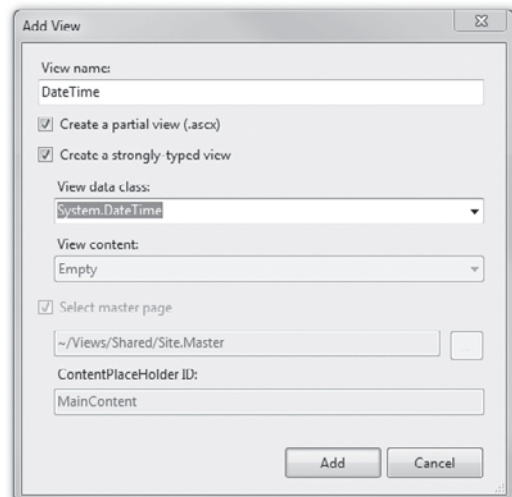 Add View
View name:
DateTime
Create a partial view (.ascx)
Create a strongly-typed view
View data class:
System.DateTime
View content:
Empty
Select master page
~/Views/Shared/Site.Master
...
ContentPlaceHolder ID:
MainContent
Add
Cancel